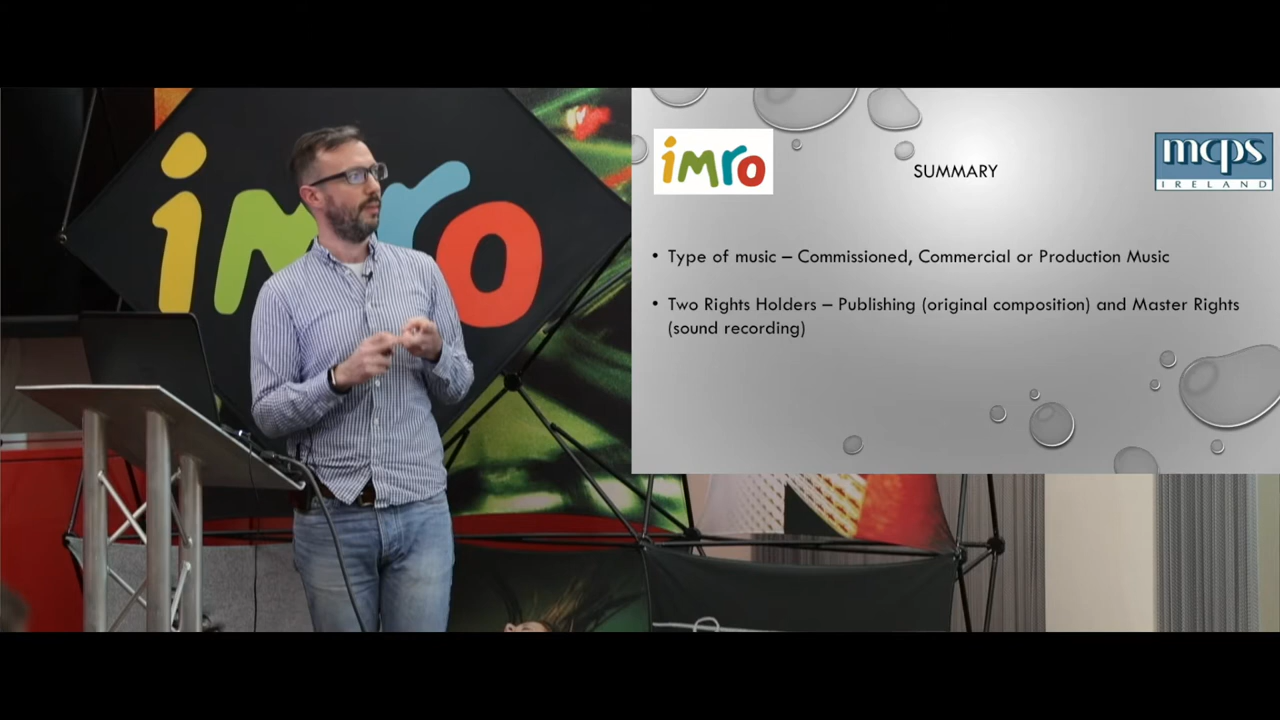 imro
imro
SUMMARY
mcps
IRELAND
• Type of music – Commissioned, Commercial or Production Music
• Two Rights Holders – Publishing (original composition) and Master Rights
(sound recording)